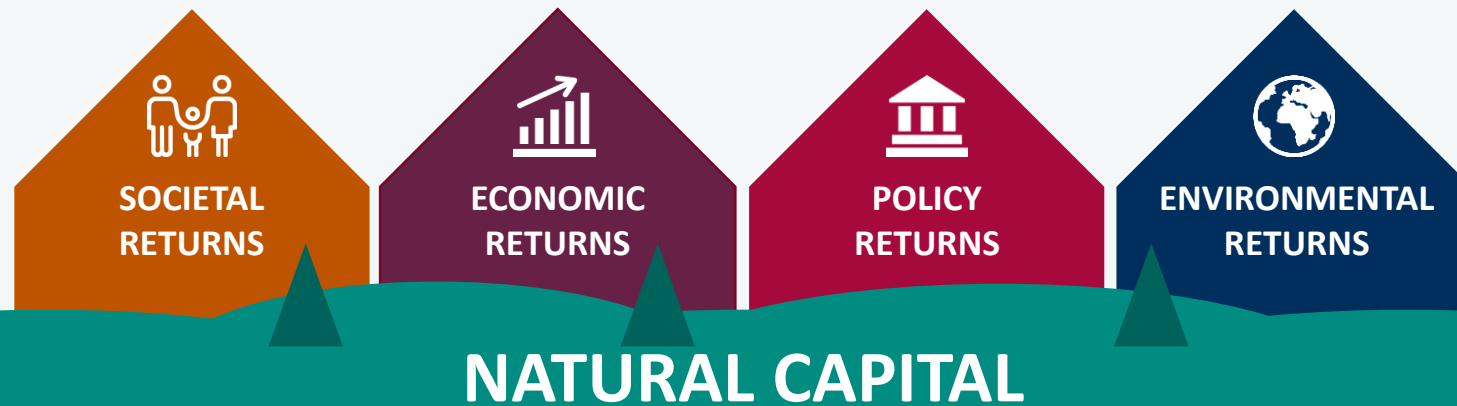 SOCIETAL
RETURNS
ECONOMIC
RETURNS
POLICY
RETURNS
ENVIRONMENTAL
RETURNS
NATURAL CAPITAL